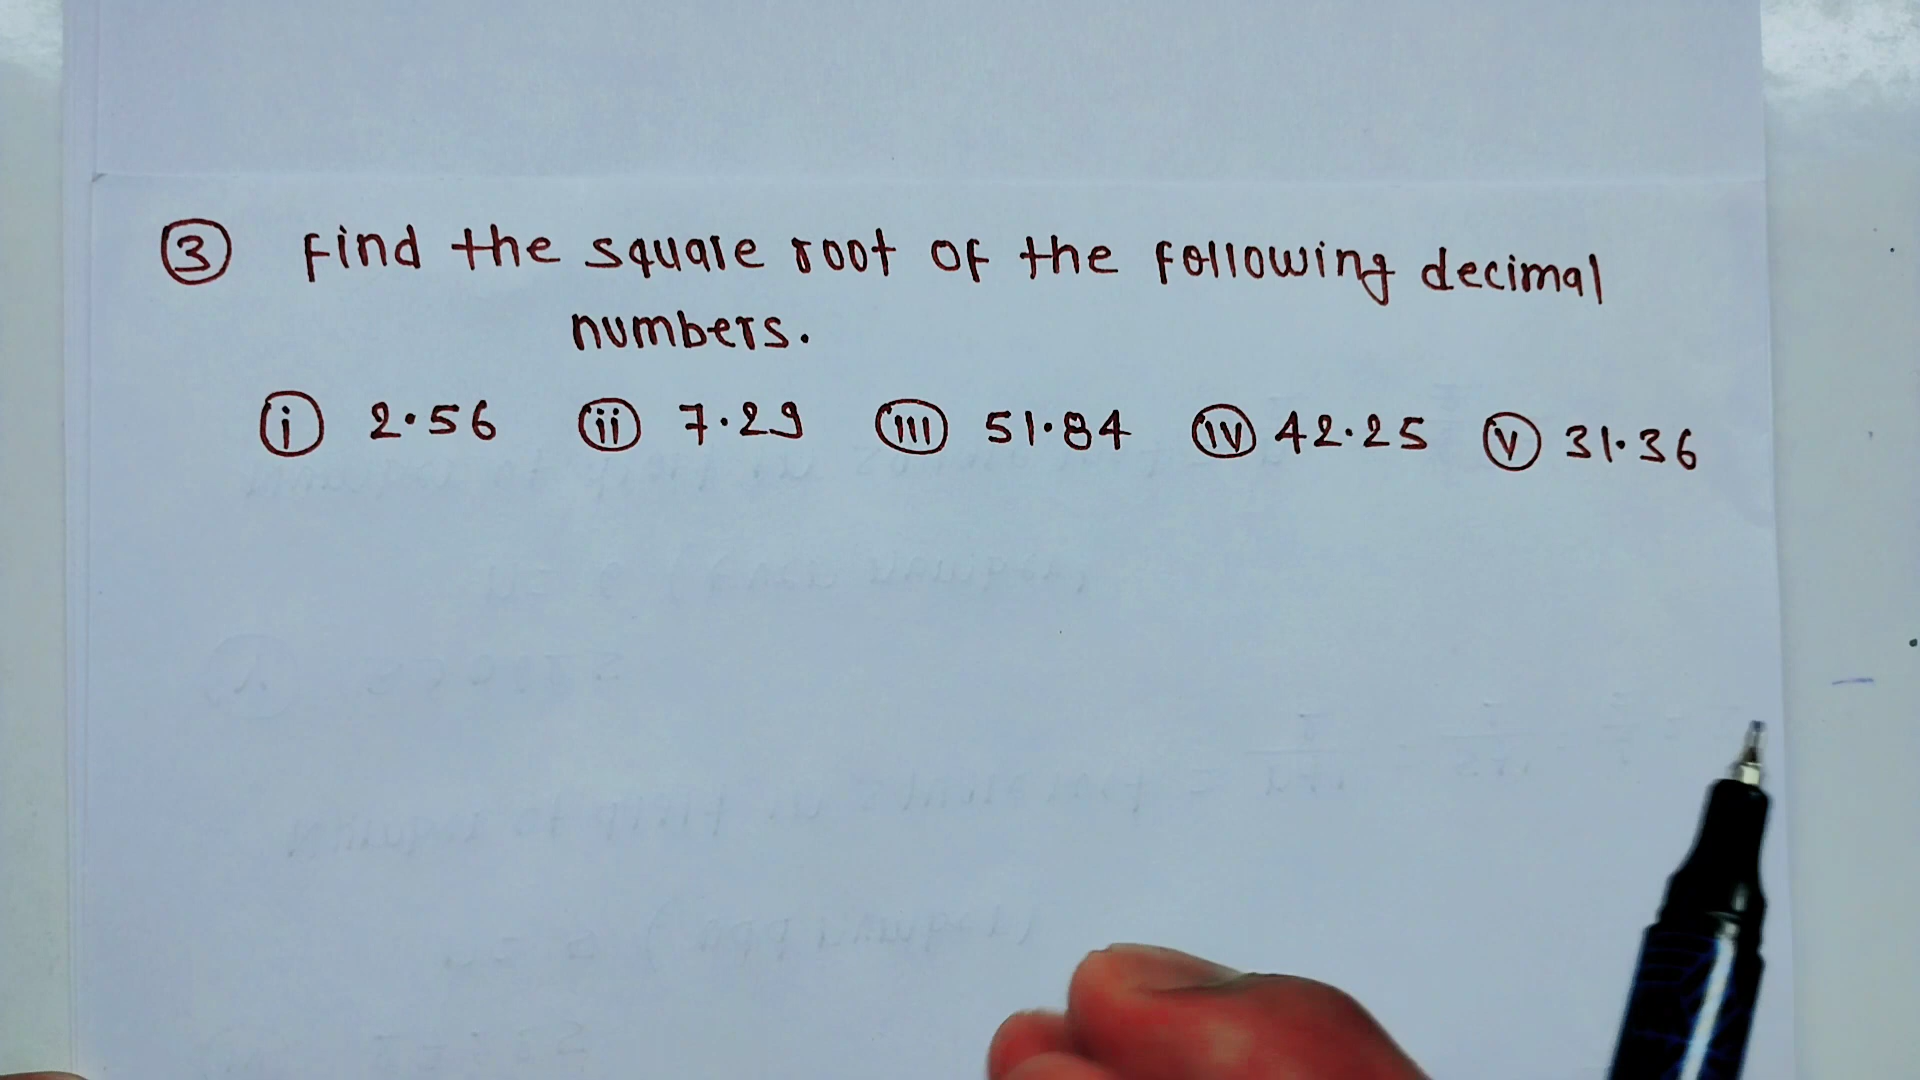 ③ Find the square root of the following decimal
numbers.
ⓘ 2.56 ⓘⓘ 7.29 ⓘⓘⓘ 51.84 ⓘⓥ 42.25 ⓥ 31.36